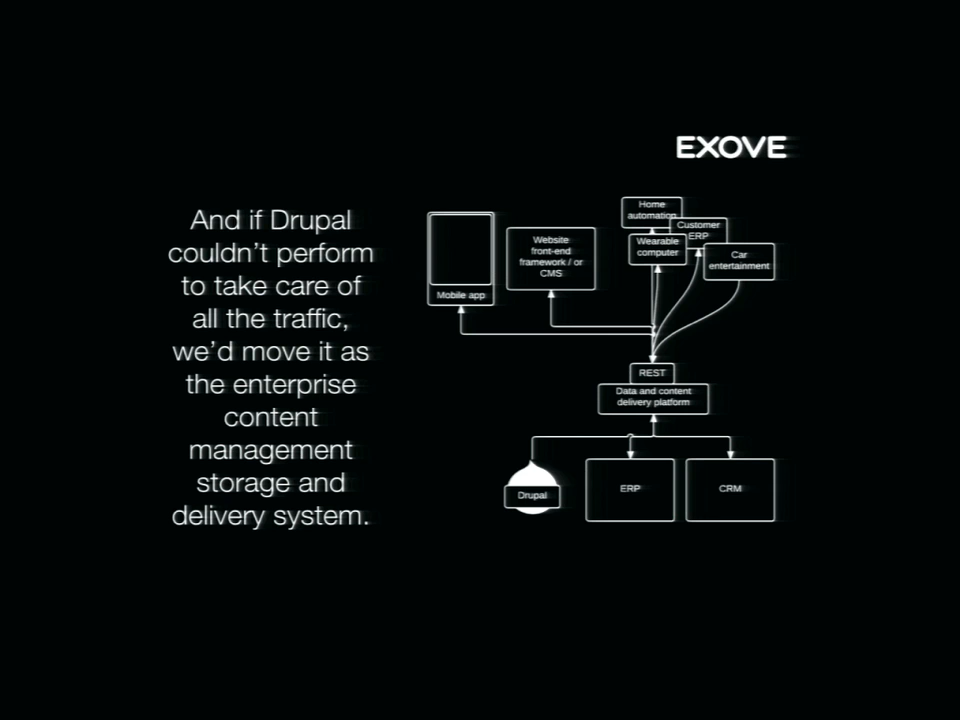 EXOVE
And if Drupal
couldn’t perform
to take care of
all the traffic,
we’d move it as
the enterprise
content
management
storage and
delivery system.
Home
automation
Customer
ERP
Wearable
computer
Car
entertainment
Website
front-end
framework / or
CMS
Mobile app
REST
Data and content
delivery platform
Drupal
ERP
CRM